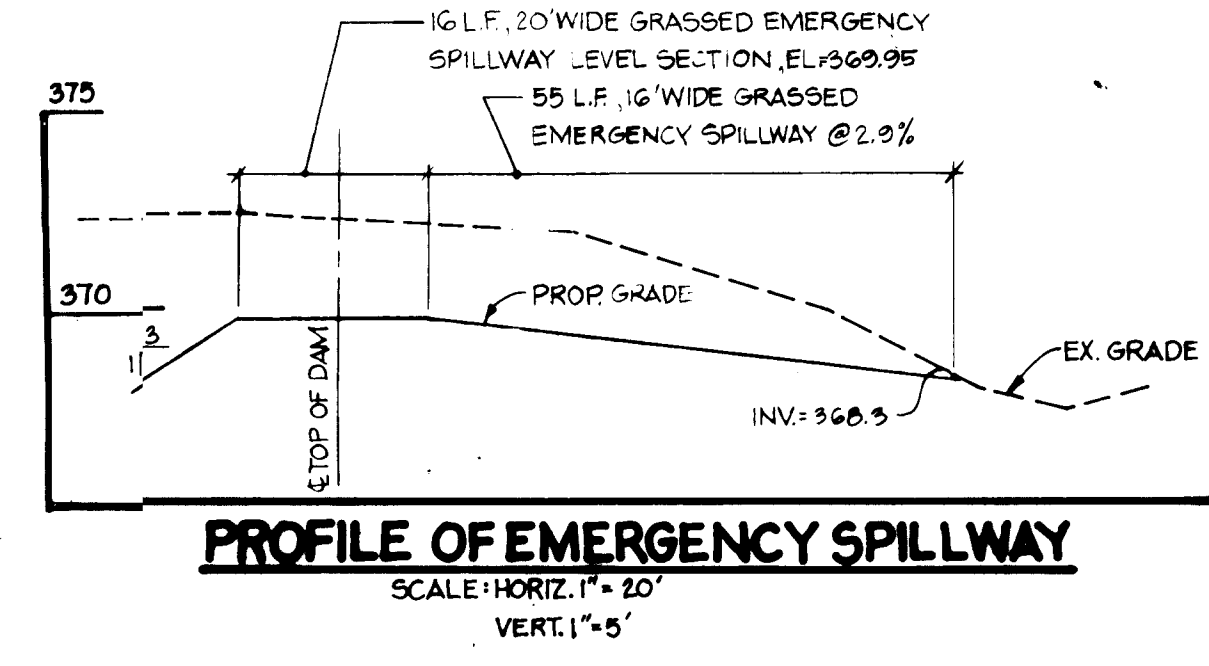 16 L.F., 20' WIDE GRASSED EMERGENCY
SPILLWAY LEVEL SECTION, EL=369.95
55 L.F., 16' WIDE GRASSED
EMERGENCY SPILLWAY @ 2.9%
375
370
PROP. GRADE
3
1
EX. GRADE
INV.= 368.3
℄ TOP OF DAM
PROFILE OF EMERGENCY SPILLWAY
SCALE: HORIZ. 1" = 20'
VERT. 1" = 5'